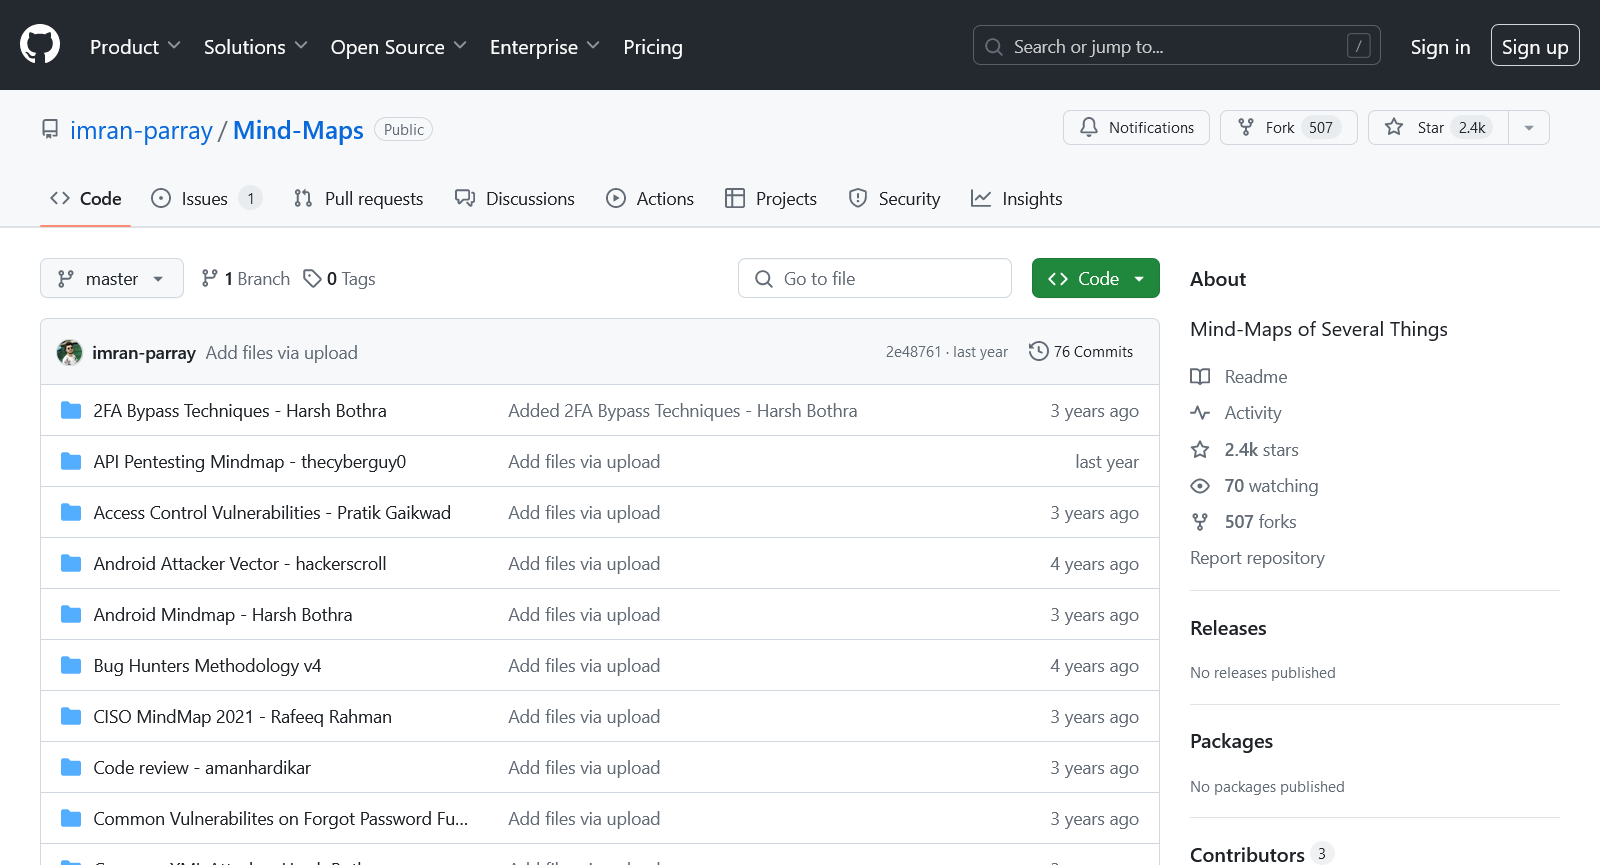 Product Solutions Open Source Enterprise Pricing Search or jump to... / Sign in Sign up
imran-parray / Mind-Maps Public Notifications Fork 507 Star 2.4k
Code Issues 1 Pull requests Discussions Actions Projects Security Insights
master 1 Branch 0 Tags Go to file Code
imran-parray Add files via upload 2e48761 · last year 76 Commits
2FA Bypass Techniques - Harsh Bothra Added 2FA Bypass Techniques - Harsh Bothra 3 years ago
API Pentesting Mindmap - thecyberguy0 Add files via upload last year
Access Control Vulnerabilities - Pratik Gaikwad Add files via upload 3 years ago
Android Attacker Vector - hackerscroll Add files via upload 4 years ago
Android Mindmap - Harsh Bothra Add files via upload 3 years ago
Bug Hunters Methodology v4 Add files via upload 4 years ago
CISO MindMap 2021 - Rafeeq Rahman Add files via upload 3 years ago
Code review - amanhardikar Add files via upload 3 years ago
Common Vulnerabilites on Forgot Password Fu... Add files via upload 3 years ago
About
Mind-Maps of Several Things
Readme
Activity
2.4k stars
70 watching
507 forks
Report repository
Releases
No releases published
Packages
No packages published
Contributors 3